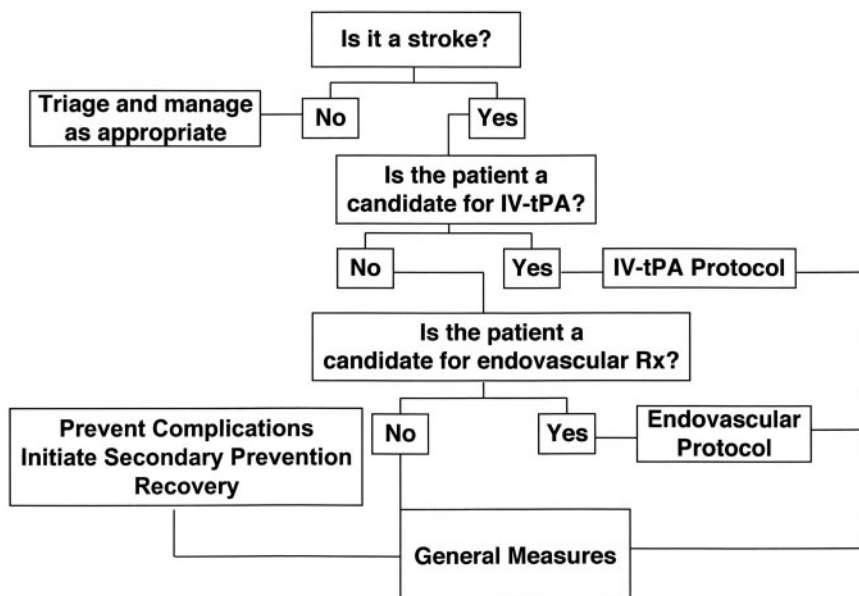 Is it a stroke?
Triage and manage
as appropriate
No
Yes
Is the patient a
candidate for IV-tPA?
No
Yes
IV-tPA Protocol
Is the patient a
candidate for endovascular Rx?
Prevent Complications
Initiate Secondary Prevention
Recovery
No
Yes
Endovascular
Protocol
General Measures